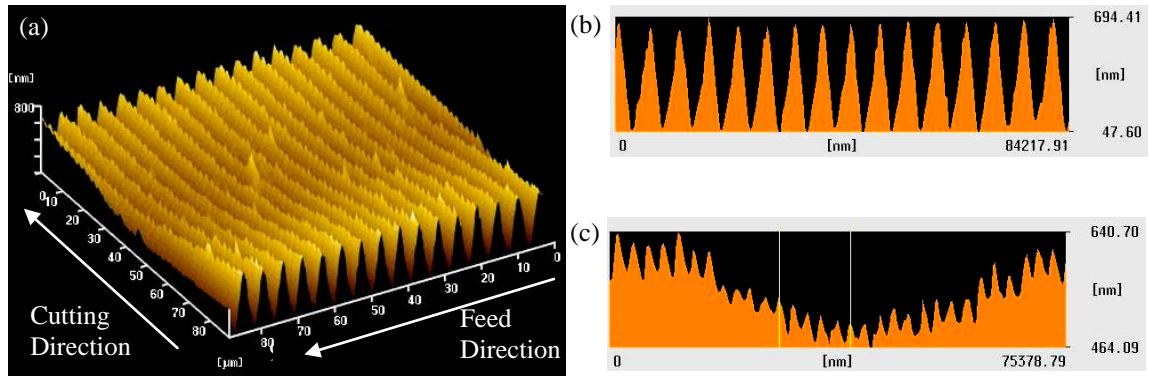 (a)
[nm]
800
0
10
20
30
40
50
60
70
80
[µm]
80
70
60
50
40
30
20
10
0
Cutting
Direction
Feed
Direction
(b)
694.41
[nm]
47.60
0 [nm] 84217.91
(c)
640.70
[nm]
464.09
0 [nm] 75378.79